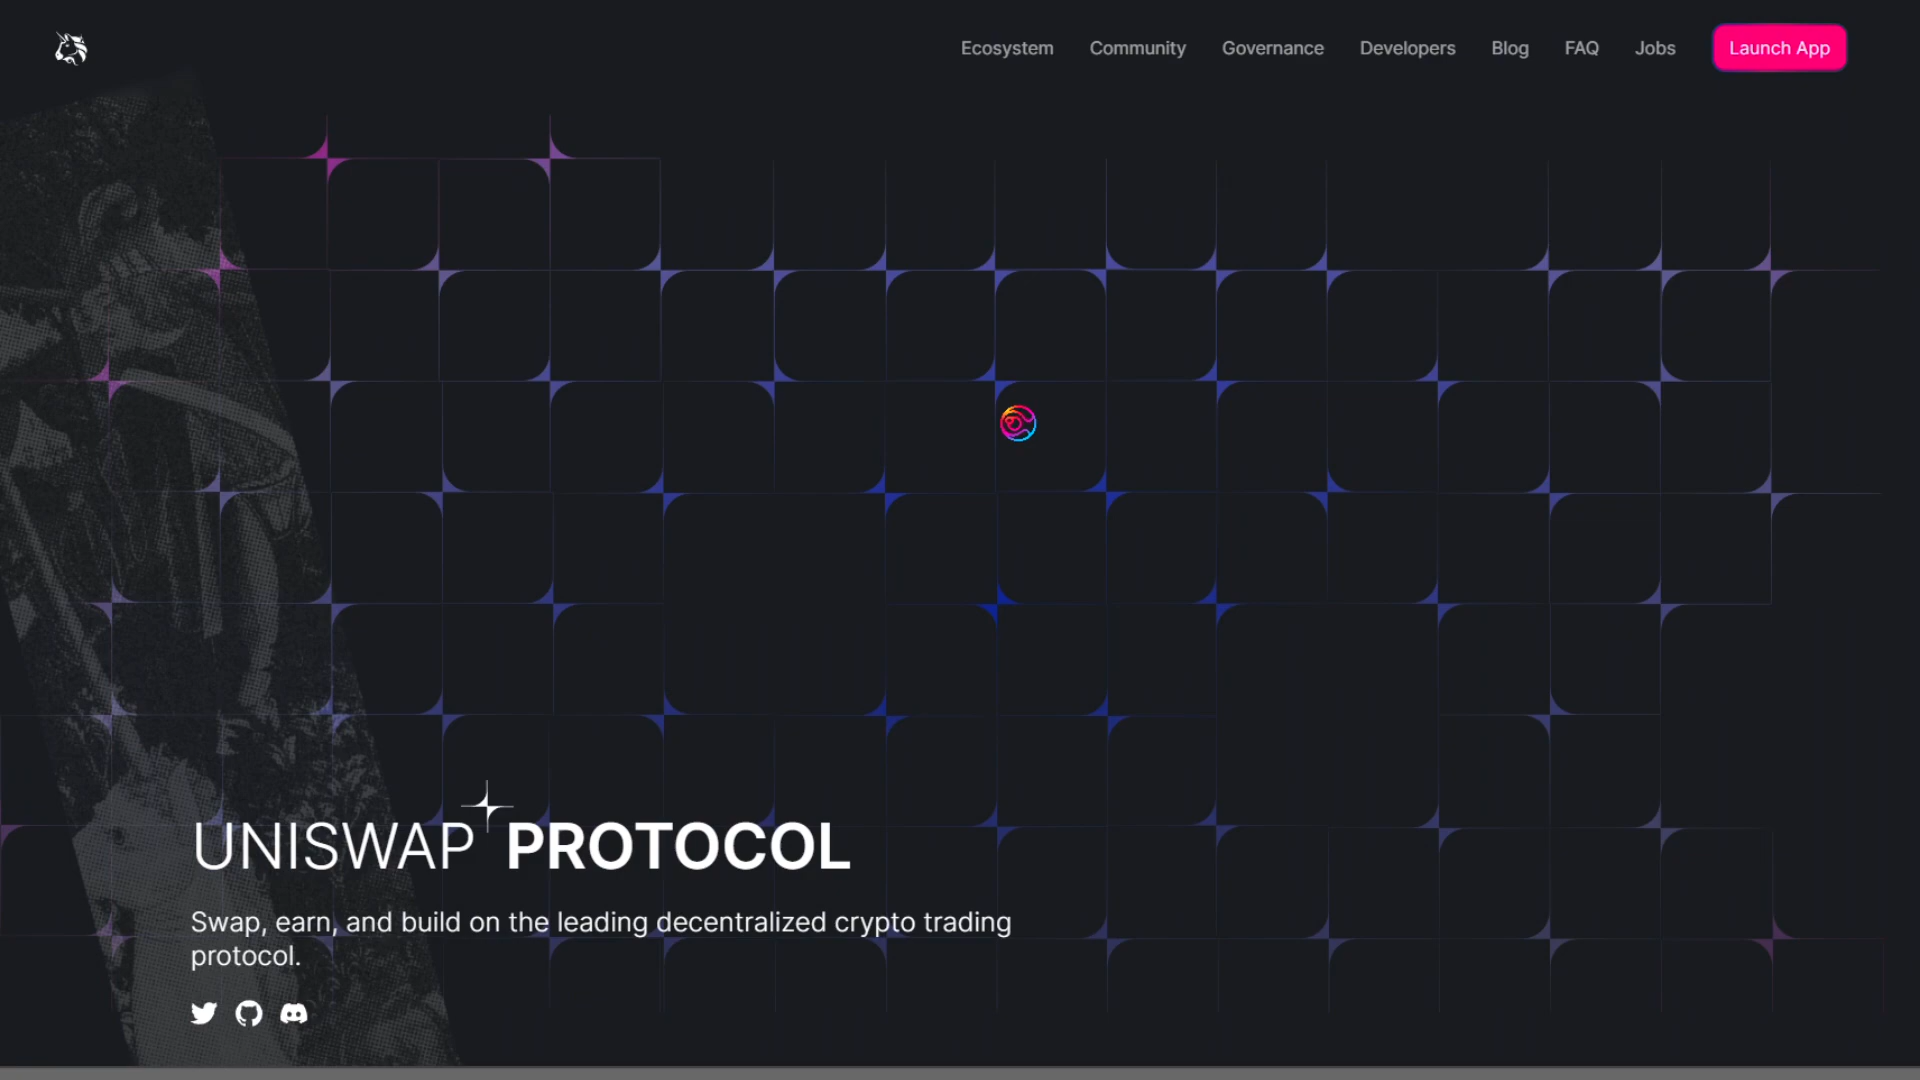 Ecosystem Community Governance Developers Blog FAQ Jobs Launch App
UNISWAP PROTOCOL
Swap, earn, and build on the leading decentralized crypto trading
protocol.